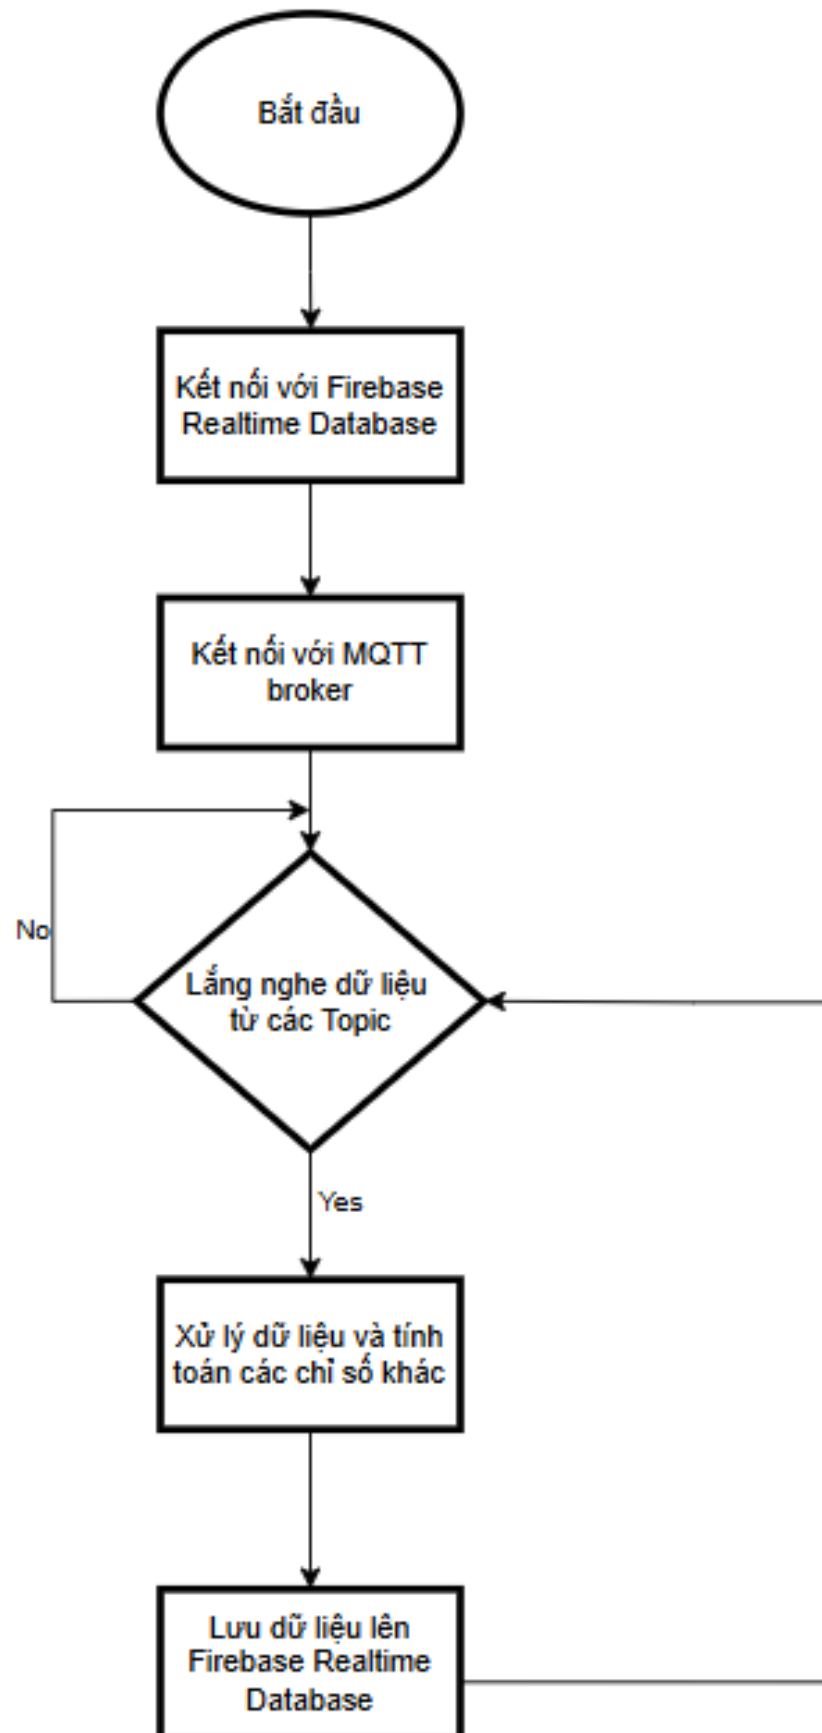 Bắt đầu
Kết nối với Firebase
Realtime Database
Kết nối với MQTT
broker
No
Lắng nghe dữ liệu
từ các Topic
Yes
Xử lý dữ liệu và tính
toán các chỉ số khác
Lưu dữ liệu lên
Firebase Realtime
Database